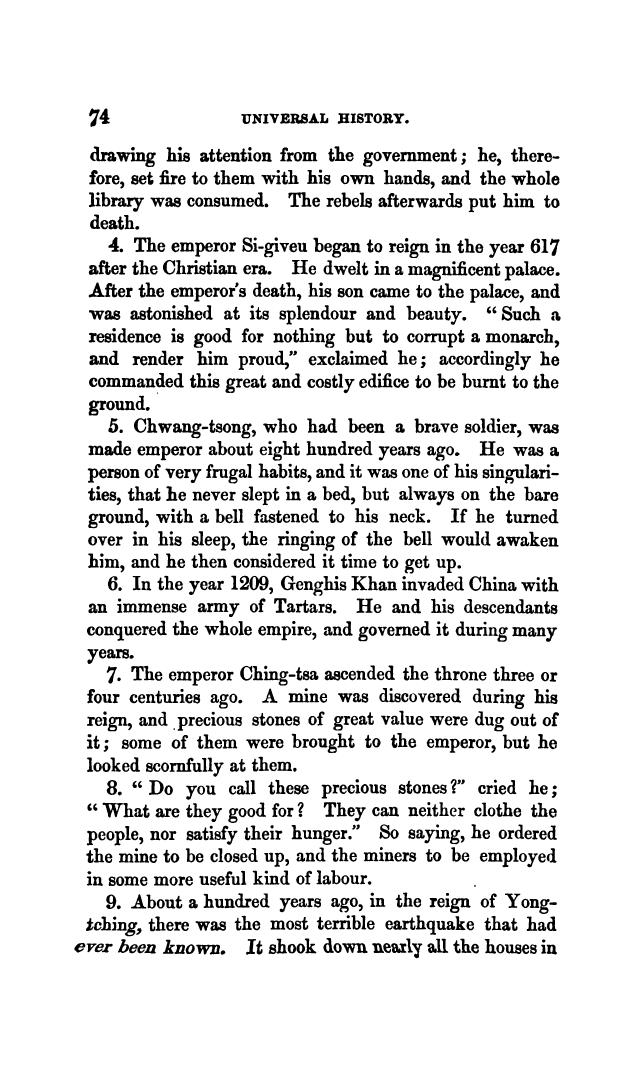 74 UNIVERSAL HISTORY.
drawing his attention from the government; he, there-
fore, set fire to them with his own hands, and the whole
library was consumed. The rebels afterwards put him to
death.
4. The emperor Si-giveu began to reign in the year 617
after the Christian era. He dwelt in a magnificent palace.
After the emperor's death, his son came to the palace, and
was astonished at its splendour and beauty. "Such a
residence is good for nothing but to corrupt a monarch,
and render him proud," exclaimed he; accordingly he
commanded this great and costly edifice to be burnt to the
ground.
5. Chwang-tsong, who had been a brave soldier, was
made emperor about eight hundred years ago. He was a
person of very frugal habits, and it was one of his singulari-
ties, that he never slept in a bed, but always on the bare
ground, with a bell fastened to his neck. If he turned
over in his sleep, the ringing of the bell would awaken
him, and he then considered it time to get up.
6. In the year 1209, Genghis Khan invaded China with
an immense army of Tartars. He and his descendants
conquered the whole empire, and governed it during many
years.
7. The emperor Ching-tsa ascended the throne three or
four centuries ago. A mine was discovered during his
reign, and precious stones of great value were dug out of
it; some of them were brought to the emperor, but he
looked scornfully at them.
8. "Do you call these precious stones?" cried he;
"What are they good for? They can neither clothe the
people, nor satisfy their hunger." So saying, he ordered
the mine to be closed up, and the miners to be employed
in some more useful kind of labour.
9. About a hundred years ago, in the reign of Yong-
tching, there was the most terrible earthquake that had
ever been known. It shook down nearly all the houses in